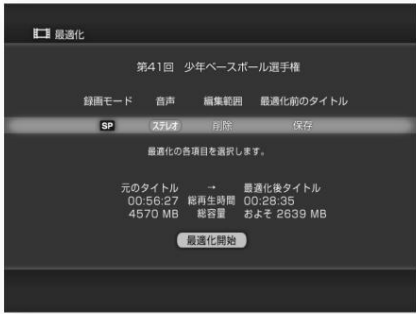 最適化
第41回 少年ベースボール選手権
録画モード 音声 編集範囲 最適化前のタイトル
SP ステレオ 削除 保存
最適化の各項目を選択します。
元のタイトル → 最適化後タイトル
00:56:27 総再生時間 00:28:35
4570 MB 総容量 およそ 2639 MB
最適化開始